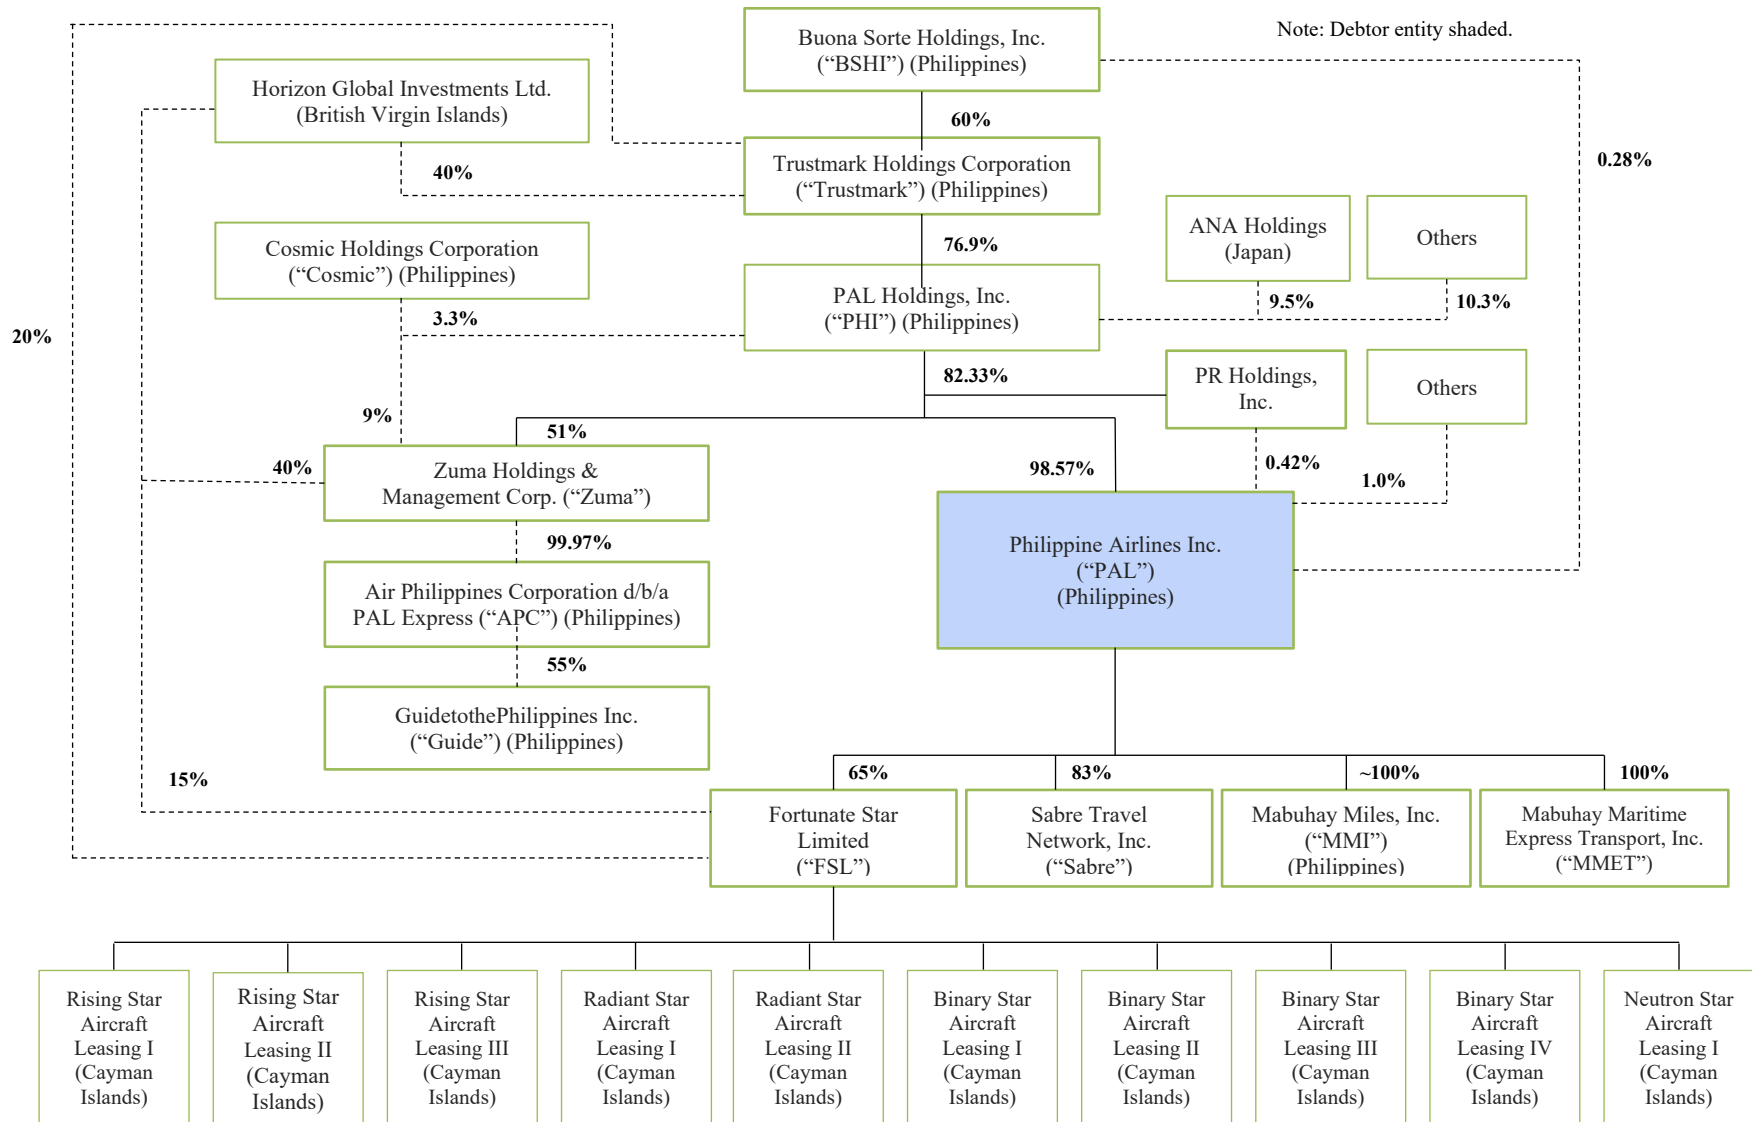 Buona Sorte Holdings, Inc.
(“BSHI”) (Philippines)
Note: Debtor entity shaded.
Horizon Global Investments Ltd.
(British Virgin Islands)
60%
40%
Trustmark Holdings Corporation
(“Trustmark”) (Philippines)
0.28%
Cosmic Holdings Corporation
(“Cosmic”) (Philippines)
76.9%
ANA Holdings
(Japan)
Others
3.3%
PAL Holdings, Inc.
(“PHI”) (Philippines)
9.5%
10.3%
20%
82.33%
PR Holdings,
Inc.
Others
9%
51%
40%
Zuma Holdings &
Management Corp. (“Zuma”)
98.57%
0.42%
1.0%
99.97%
Philippine Airlines Inc.
(“PAL”)
(Philippines)
Air Philippines Corporation d/b/a
PAL Express (“APC”) (Philippines)
55%
GuidetothePhilippines Inc.
(“Guide”) (Philippines)
15%
65%
83%
~100%
100%
Fortunate Star
Limited
(“FSL”)
Sabre Travel
Network, Inc.
(“Sabre”)
Mabuhay Miles, Inc.
(“MMI”)
(Philippines)
Mabuhay Maritime
Express Transport, Inc.
(“MMET”)
Rising Star
Aircraft
Leasing I
(Cayman
Islands)
Rising Star
Aircraft
Leasing II
(Cayman
Islands)
Rising Star
Aircraft
Leasing III
(Cayman
Islands)
Radiant Star
Aircraft
Leasing I
(Cayman
Islands)
Radiant Star
Aircraft
Leasing II
(Cayman
Islands)
Binary Star
Aircraft
Leasing I
(Cayman
Islands)
Binary Star
Aircraft
Leasing II
(Cayman
Islands)
Binary Star
Aircraft
Leasing III
(Cayman
Islands)
Binary Star
Aircraft
Leasing IV
(Cayman
Islands)
Neutron Star
Aircraft
Leasing I
(Cayman
Islands)